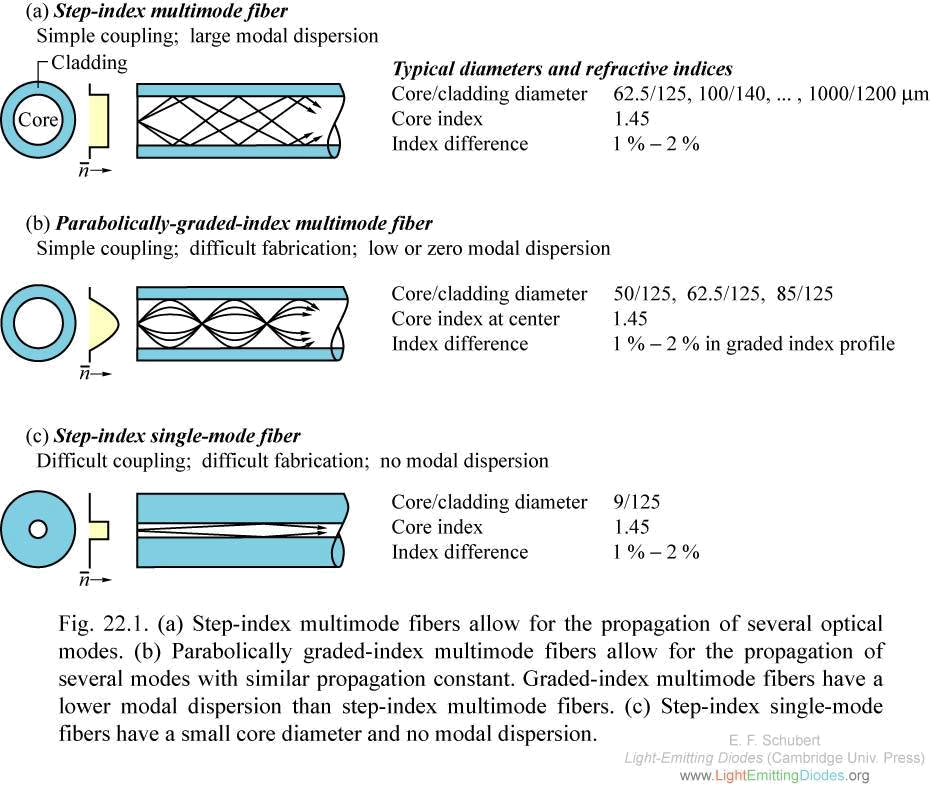 (a) Step-index multimode fiber
Simple coupling; large modal dispersion
Cladding
Core
n̅
Typical diameters and refractive indices
Core/cladding diameter 62.5/125, 100/140, ... , 1000/1200 μm
Core index 1.45
Index difference 1 % – 2 %
(b) Parabolically-graded-index multimode fiber
Simple coupling; difficult fabrication; low or zero modal dispersion
n̅
Core/cladding diameter 50/125, 62.5/125, 85/125
Core index at center 1.45
Index difference 1 % – 2 % in graded index profile
(c) Step-index single-mode fiber
Difficult coupling; difficult fabrication; no modal dispersion
n̅
Core/cladding diameter 9/125
Core index 1.45
Index difference 1 % – 2 %
Fig. 22.1. (a) Step-index multimode fibers allow for the propagation of several optical
modes. (b) Parabolically graded-index multimode fibers allow for the propagation of
several modes with similar propagation constant. Graded-index multimode fibers have a
lower modal dispersion than step-index multimode fibers. (c) Step-index single-mode
fibers have a small core diameter and no modal dispersion.
E. F. Schubert
Light-Emitting Diodes (Cambridge Univ. Press)
www.LightEmittingDiodes.org